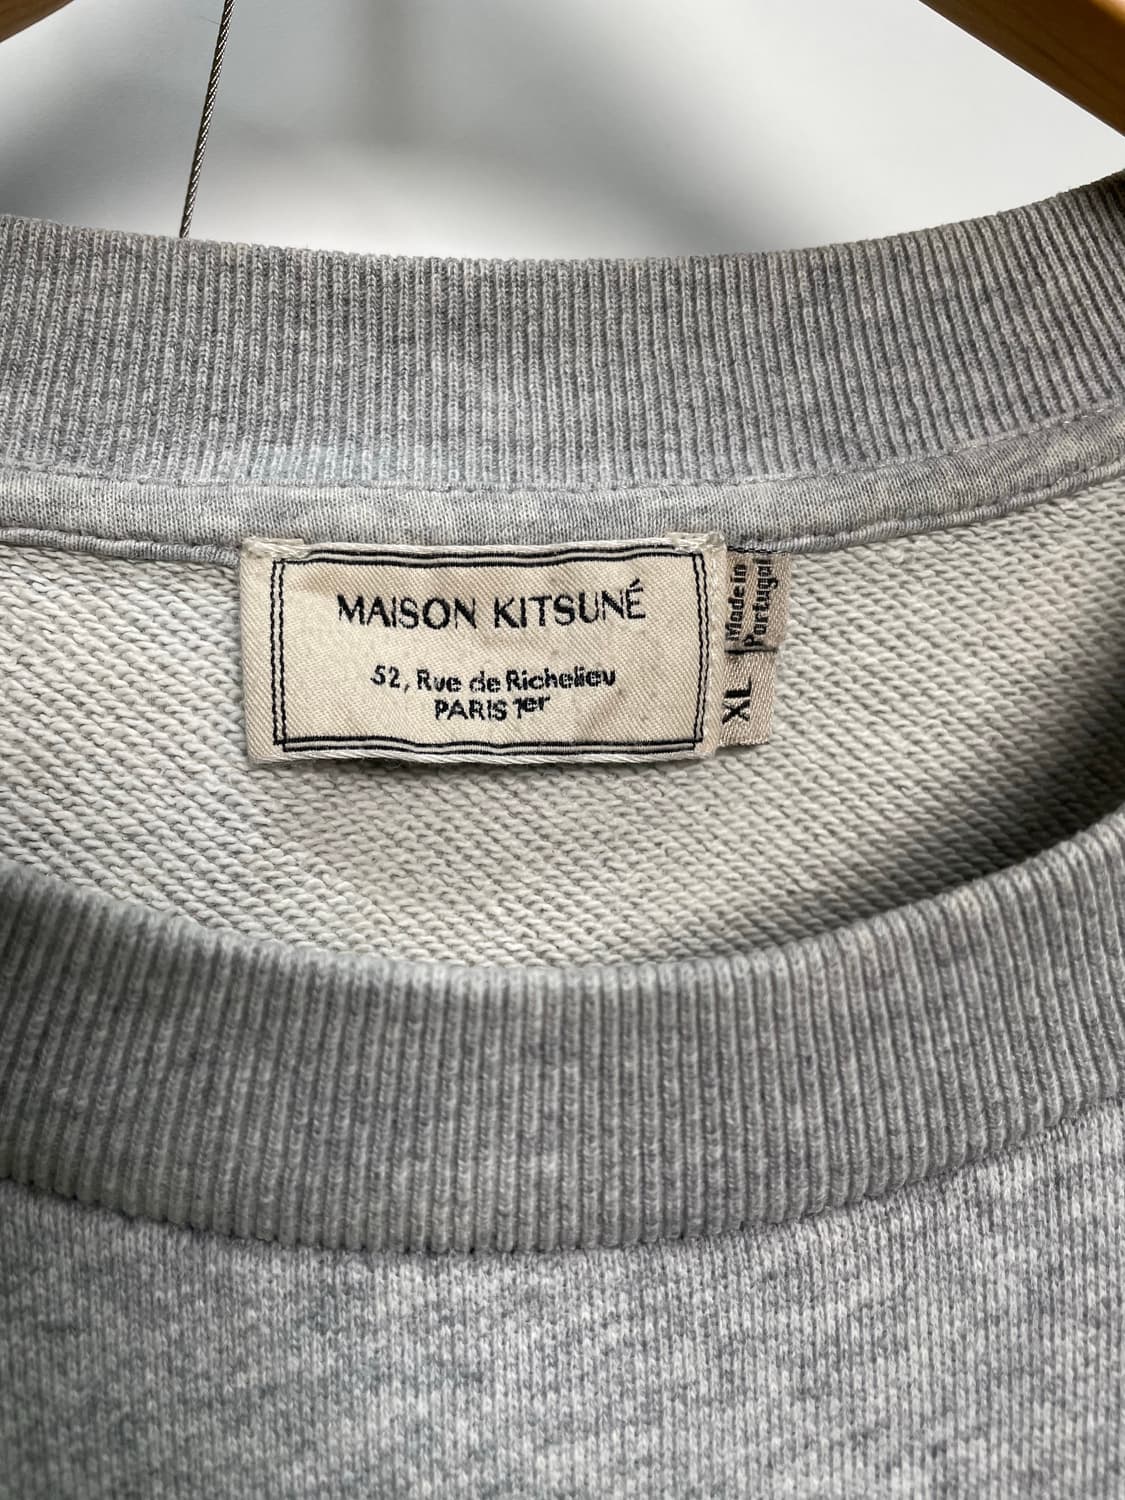 MAISON KITSUNÉ
52, Rue de Richelieu
PARIS 1er
Made in
Portugal
XL